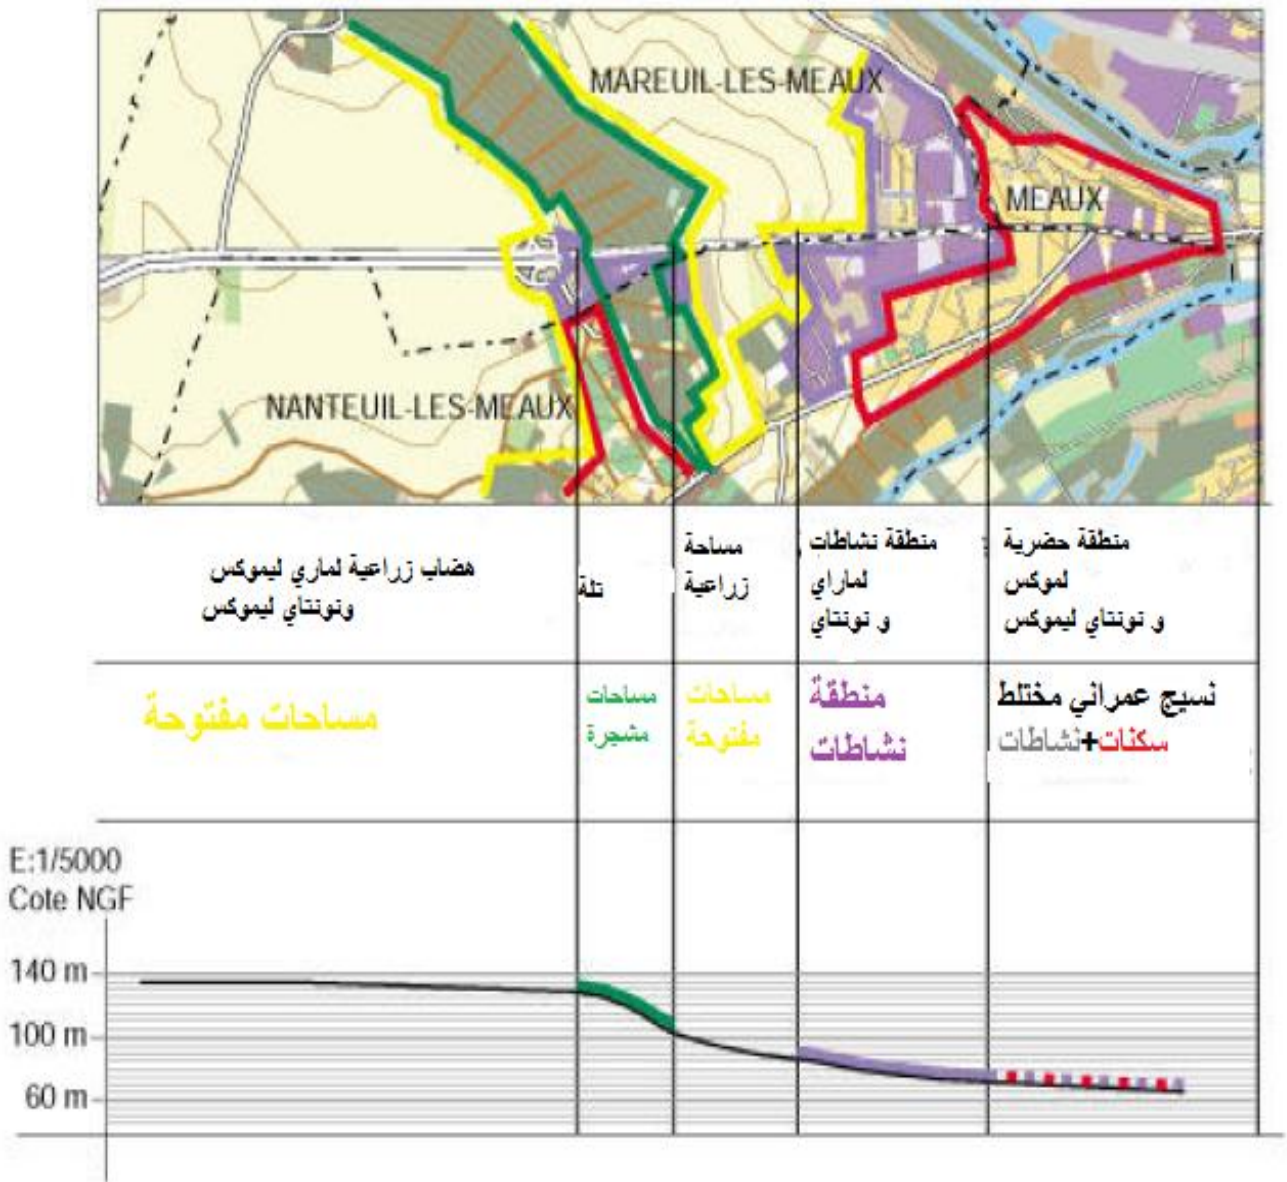 MAREUIL-LES-MEAUX
MEAUX
NANTEUIL-LES-MEAUX
هضاب زراعية لماري ليموكس
ونونتاي ليموكس
تلة
مساحة
زراعية
منطقة نشاطات
لماراي
و نونتاي
منطقة حضرية
لموكس
و نونتاي ليموكس
مساحات مفتوحة
مساحات
مشجرة
مساحات
مفتوحة
منطقة
نشاطات
نسيج عمراني مختلط
سكنات+نشاطات
E:1/5000
Cote NGF
140 m
100 m
60 m